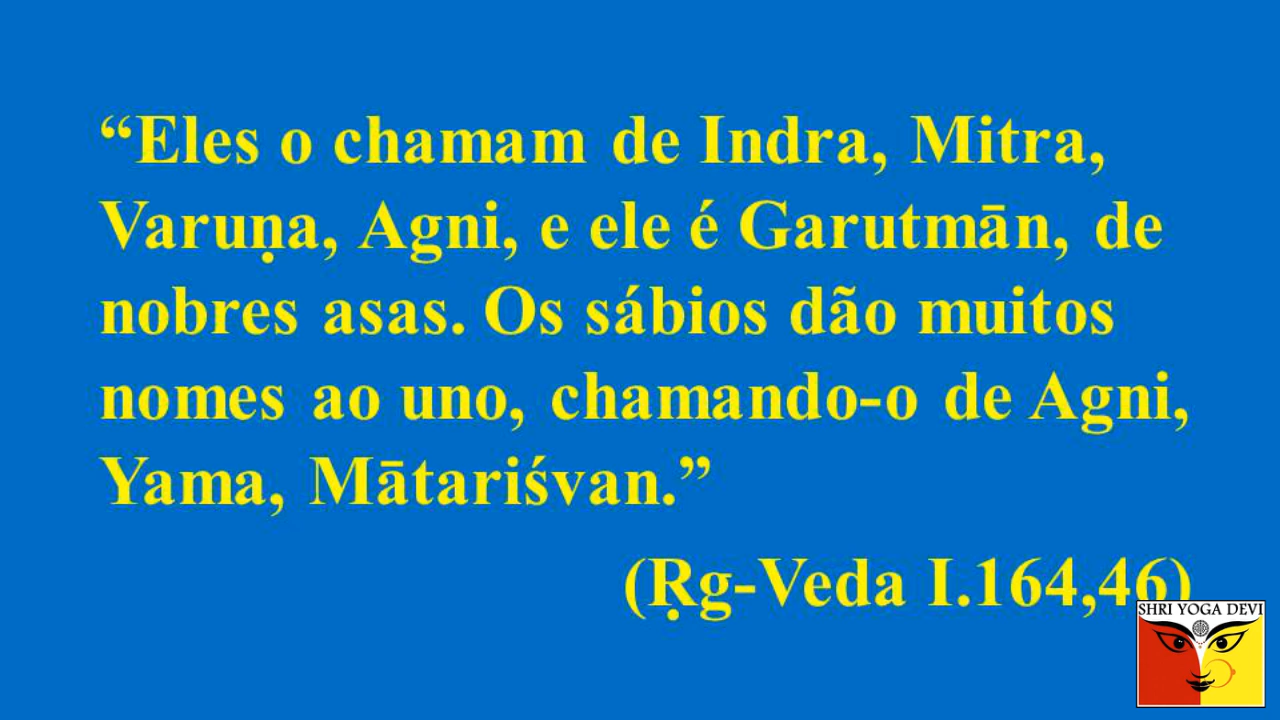 “Eles o chamam de Indra, Mitra,
Varuṇa, Agni, e ele é Garutmān, de
nobres asas. Os sábios dão muitos
nomes ao uno, chamando-o de Agni,
Yama, Mātariśvan.”
(Ṛg-Veda I.164,46)
SHRI YOGA DEVI